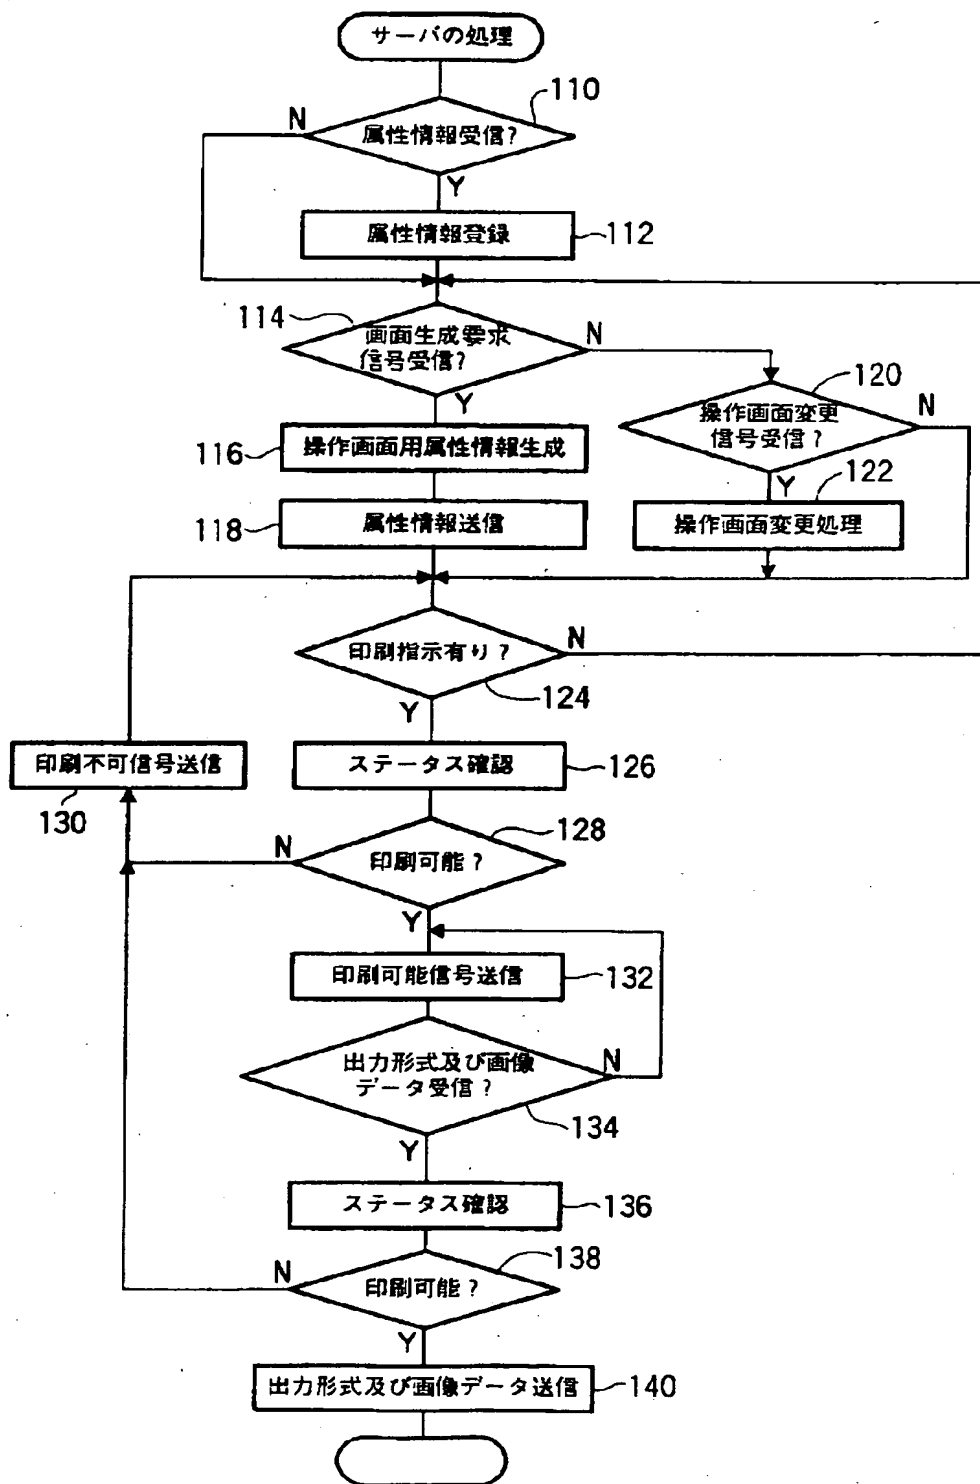 サーバの処理
110
N
属性情報受信?
Y
属性情報登録
112
114
画面生成要求
信号受信?
N
Y
120
操作画面変更
信号受信?
N
116
操作画面用属性情報生成
Y
122
118
属性情報送信
操作画面変更処理
印刷指示有り?
N
124
Y
印刷不可信号送信
130
ステータス確認
126
128
N
印刷可能?
Y
印刷可能信号送信
132
出力形式及び画像
データ受信?
N
134
Y
ステータス確認
136
138
N
印刷可能?
Y
出力形式及び画像データ送信
140